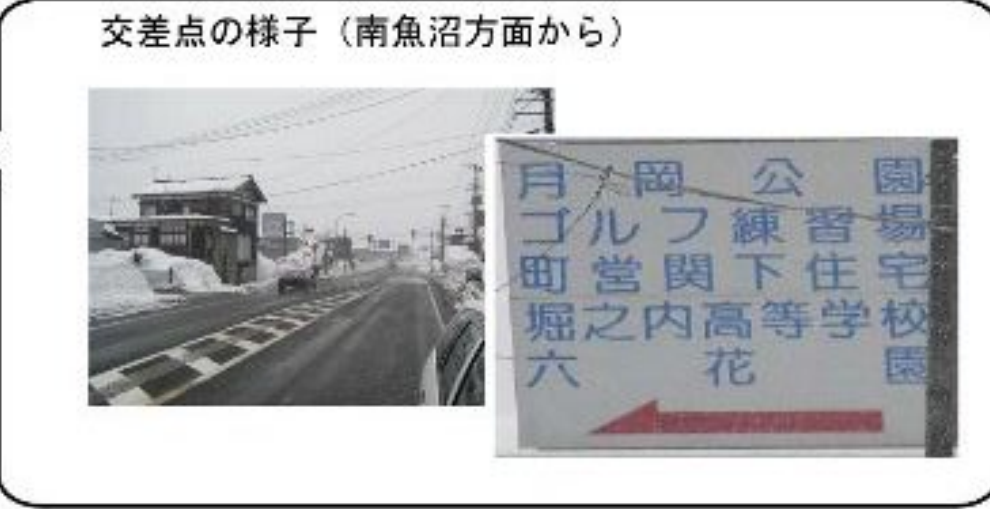 交差点の様子（南魚沼方面から）
月岡公園
ゴルフ練習場
町営関下住宅
堀之内高等学校
六花園